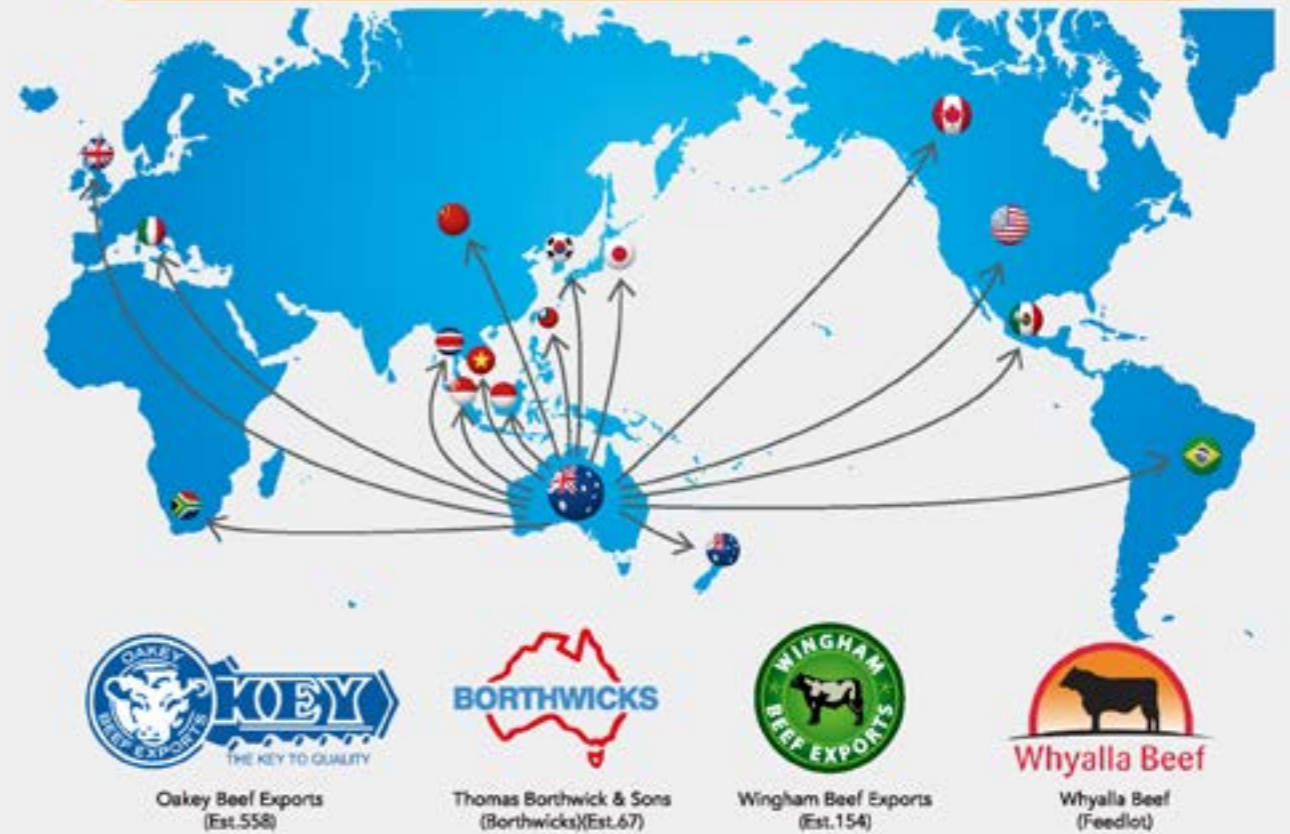 OAKEY
BEEF EXPORTS
KEY
THE KEY TO QUALITY
Oakey Beef Exports
(Est.558)
BORTHWICKS
Thomas Borthwick & Sons
(Borthwicks)(Est.67)
WINGHAM
BEEF EXPORTS
Wingham Beef Exports
(Est.154)
Whyalla Beef
Whyalla Beef
(Feedlot)